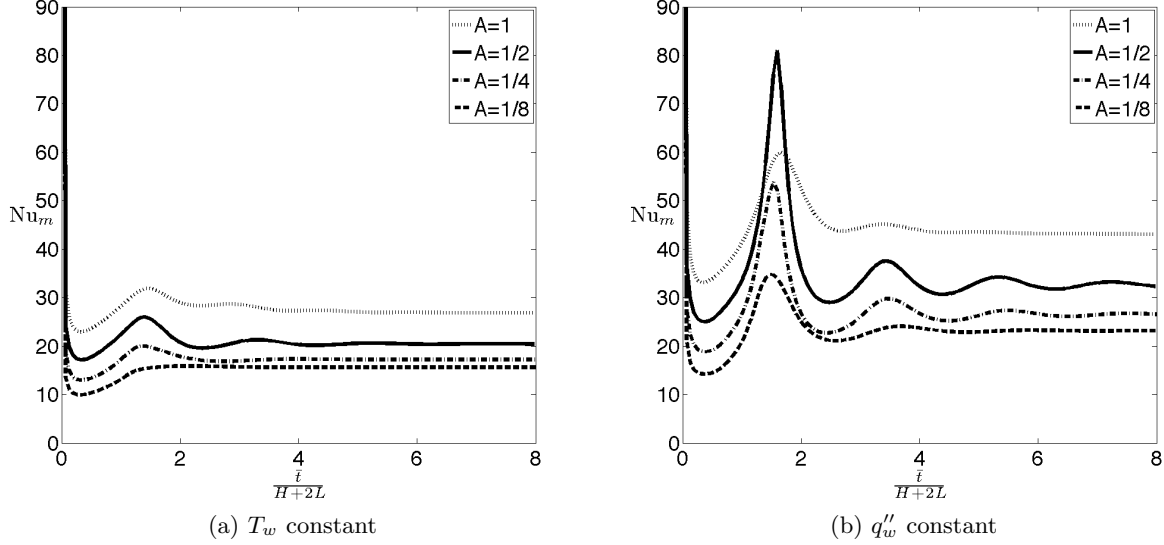 90
80
70
60
50
Nu_m
40
30
20
10
0
0 2 4 6 8
t̄
H+2L
A=1
A=1/2
A=1/4
A=1/8
(a) T_w constant
90
80
70
60
50
Nu_m
40
30
20
10
0
0 2 4 6 8
t̄
H+2L
A=1
A=1/2
A=1/4
A=1/8
(b) q''_w constant